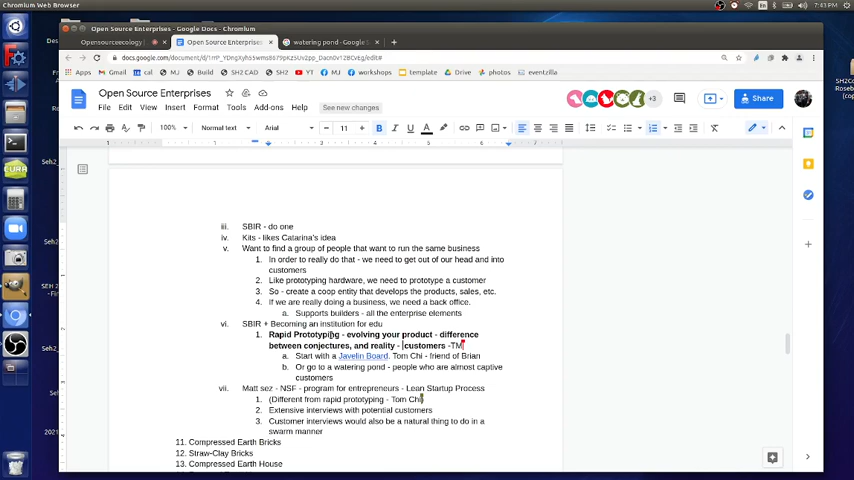 Chromium Web Browser
En
7:43 PM
Open Source Enterprises - Google Docs - Chromium
Opensourceecology
Open Source Enterprises
watering pond - Google
Apps
Gmail
cal
MJ
Build
SH2 CAD
SH
YT
MJ
workshops
template
Drive
people
eventzilla
Open Source Enterprises
File Edit View Insert Format Tools Add-ons Help
See new changes
+3
Share
100%
Normal text
Arial
11
B I U A
iii. SBIR - do one
iv. Kits - likes Catarina's idea
v. Want to find a group of people that want to run the same business
1. In order to really do that - we need to get out of our head and into
customers
2. Like prototyping hardware, we need to prototype a customer
3. So - create a coop entity that develops the products, sales, etc.
4. If we are really doing a business, we need a back office.
a. Supports builders - all the enterprise elements
vi. SBIR + Becoming an institution for edu
1. Rapid Prototyping - evolving your product - difference
between conjectures, and reality - customers -TM
a. Start with a Javelin Board. Tom Chi - friend of Brian
b. Or go to a watering pond - people who are almost captive
customers
vii. Matt sez - NSF - program for entrepreneurs - Lean Startup Process
1. (Different from rapid prototyping - Tom Chi)
2. Extensive interviews with potential customers
3. Customer interviews would also be a natural thing to do in a
swarm manner
11. Compressed Earth Bricks
12. Straw-Clay Bricks
13. Compressed Earth House